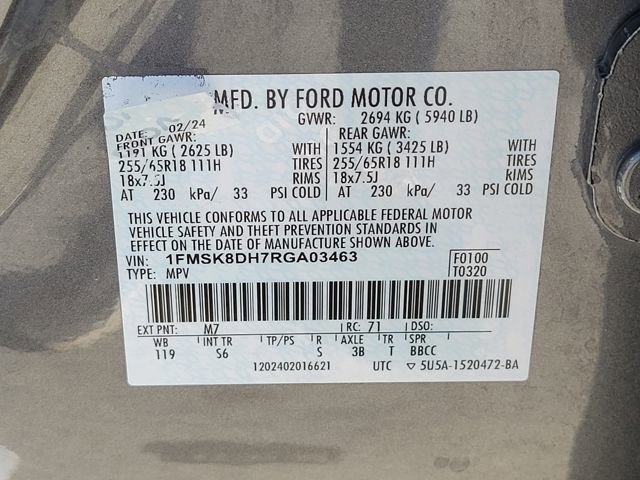 MFD. BY FORD MOTOR CO.
DATE: 02/24 GVWR: 2694 KG ( 5940 LB)
FRONT GAWR: REAR GAWR:
1191 KG ( 2625 LB) WITH 1554 KG ( 3425 LB) WITH
255/65R18 111H TIRES 255/65R18 111H TIRES
18x7.5J RIMS 18x7.5J RIMS
AT 230 kPa/ 33 PSI COLD AT 230 kPa/ 33 PSI COLD
THIS VEHICLE CONFORMS TO ALL APPLICABLE FEDERAL MOTOR
VEHICLE SAFETY AND THEFT PREVENTION STANDARDS IN
EFFECT ON THE DATE OF MANUFACTURE SHOWN ABOVE.
VIN: 1FMSK8DH7RGA03463 F0100
TYPE: MPV T0320
EXT PNT: M7 RC: 71 DSO:
WB INT TR TP/PS R AXLE TR SPR
119 S6 S 3B T BBCC
1202402016621 UTC ▽ 5U5A-1520472-BA